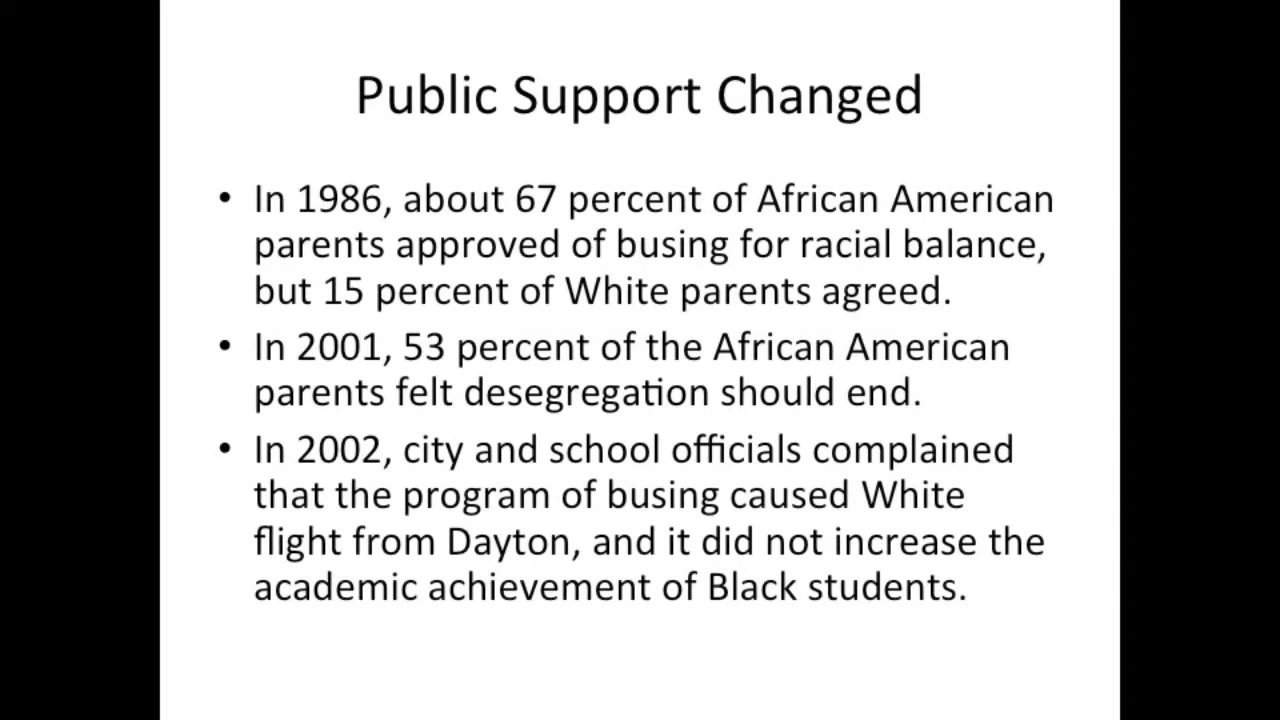 Public Support Changed
• In 1986, about 67 percent of African American
parents approved of busing for racial balance,
but 15 percent of White parents agreed.
• In 2001, 53 percent of the African American
parents felt desegregation should end.
• In 2002, city and school officials complained
that the program of busing caused White
flight from Dayton, and it did not increase the
academic achievement of Black students.